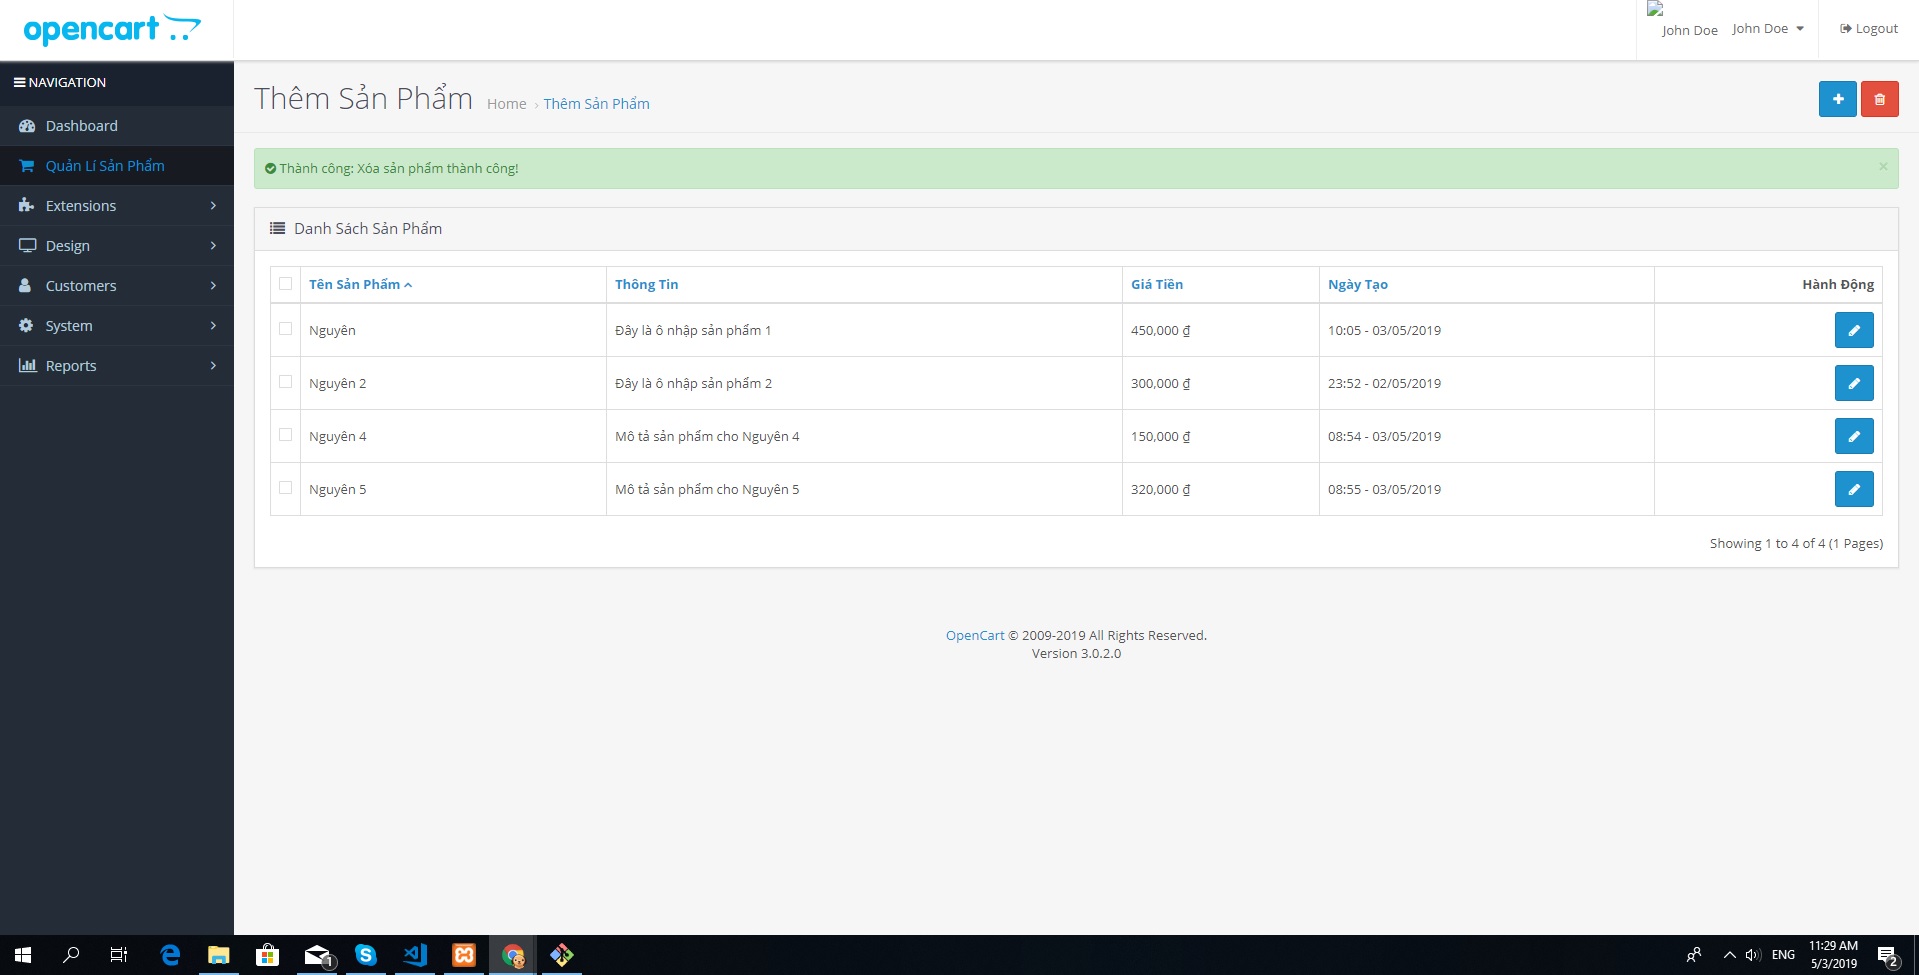 opencart
John Doe John Doe Logout
NAVIGATION
Dashboard
Quản Lí Sản Phẩm
Extensions
Design
Customers
System
Reports
Thêm Sản Phẩm Home › Thêm Sản Phẩm
Thành công: Xóa sản phẩm thành công! ×
Danh Sách Sản Phẩm
Tên Sản Phẩm Thông Tin Giá Tiền Ngày Tạo Hành Động
Nguyên Đây là ô nhập sản phẩm 1 450,000 ₫ 10:05 - 03/05/2019
Nguyên 2 Đây là ô nhập sản phẩm 2 300,000 ₫ 23:52 - 02/05/2019
Nguyên 4 Mô tả sản phẩm cho Nguyên 4 150,000 ₫ 08:54 - 03/05/2019
Nguyên 5 Mô tả sản phẩm cho Nguyên 5 320,000 ₫ 08:55 - 03/05/2019
Showing 1 to 4 of 4 (1 Pages)
OpenCart © 2009-2019 All Rights Reserved.
Version 3.0.2.0
1
ENG
11:29 AM
5/3/2019
2